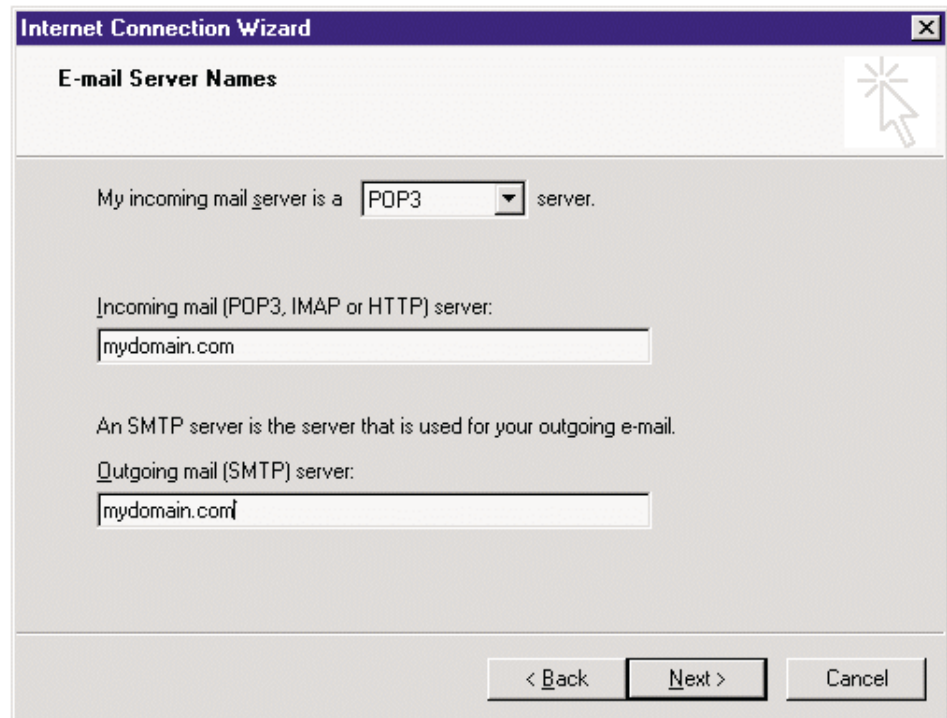 Internet Connection Wizard
E-mail Server Names
My incoming mail server is a POP3 server.
Incoming mail (POP3, IMAP or HTTP) server:
mydomain.com
An SMTP server is the server that is used for your outgoing e-mail.
Outgoing mail (SMTP) server:
mydomain.com
< Back Next > Cancel